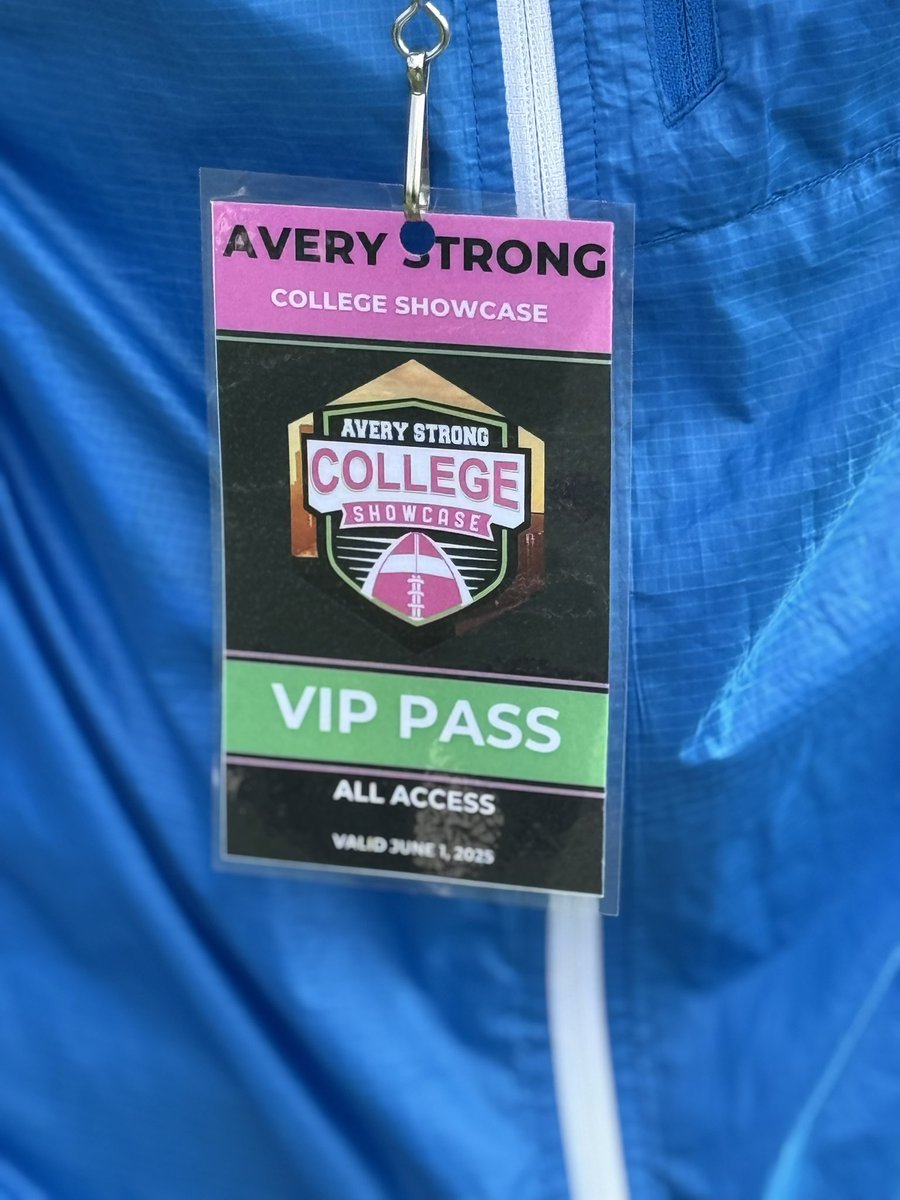 AVERY STRONG
COLLEGE SHOWCASE
AVERY STRONG
COLLEGE
SHOWCASE
VIP PASS
ALL ACCESS
VALID JUNE 1, 2025